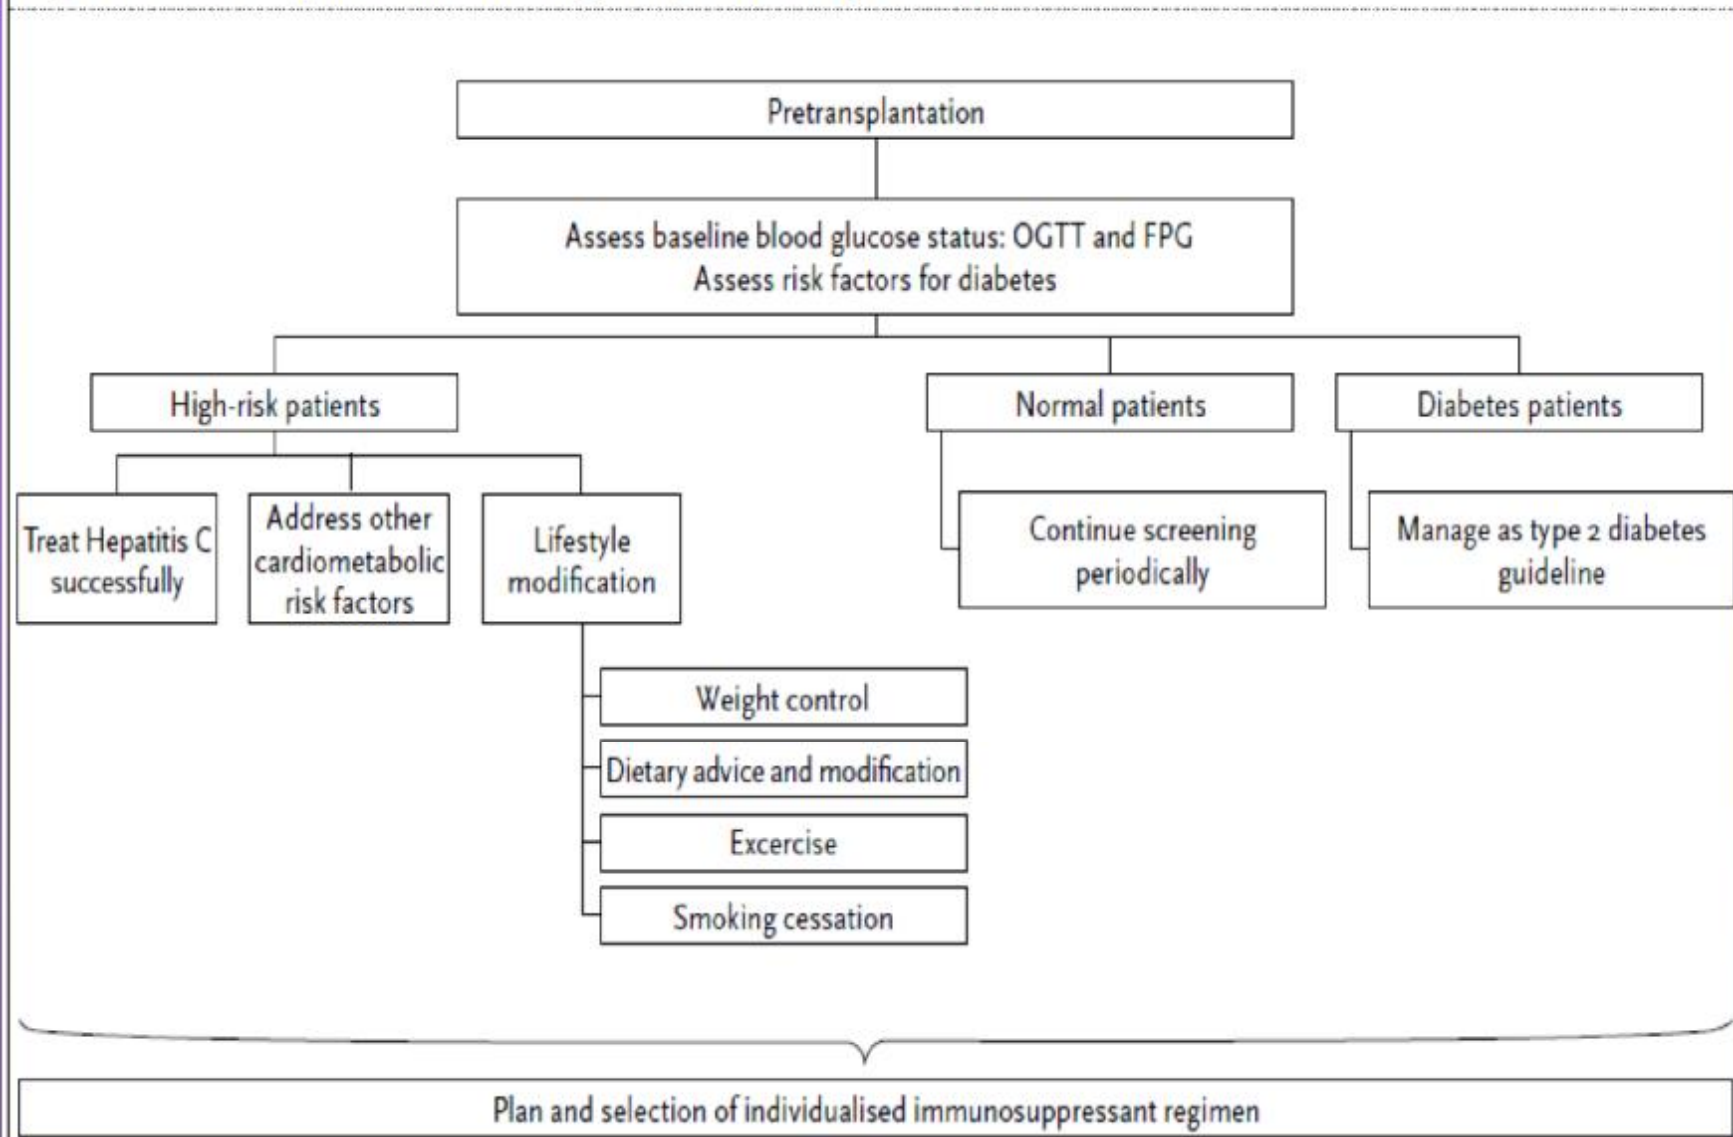 Pretransplantation
Assess baseline blood glucose status: OGTT and FPG
Assess risk factors for diabetes
High-risk patients
Normal patients
Diabetes patients
Treat Hepatitis C
successfully
Address other
cardiometabolic
risk factors
Lifestyle
modification
Continue screening
periodically
Manage as type 2 diabetes
guideline
Weight control
Dietary advice and modification
Excercise
Smoking cessation
Plan and selection of individualised immunosuppressant regimen